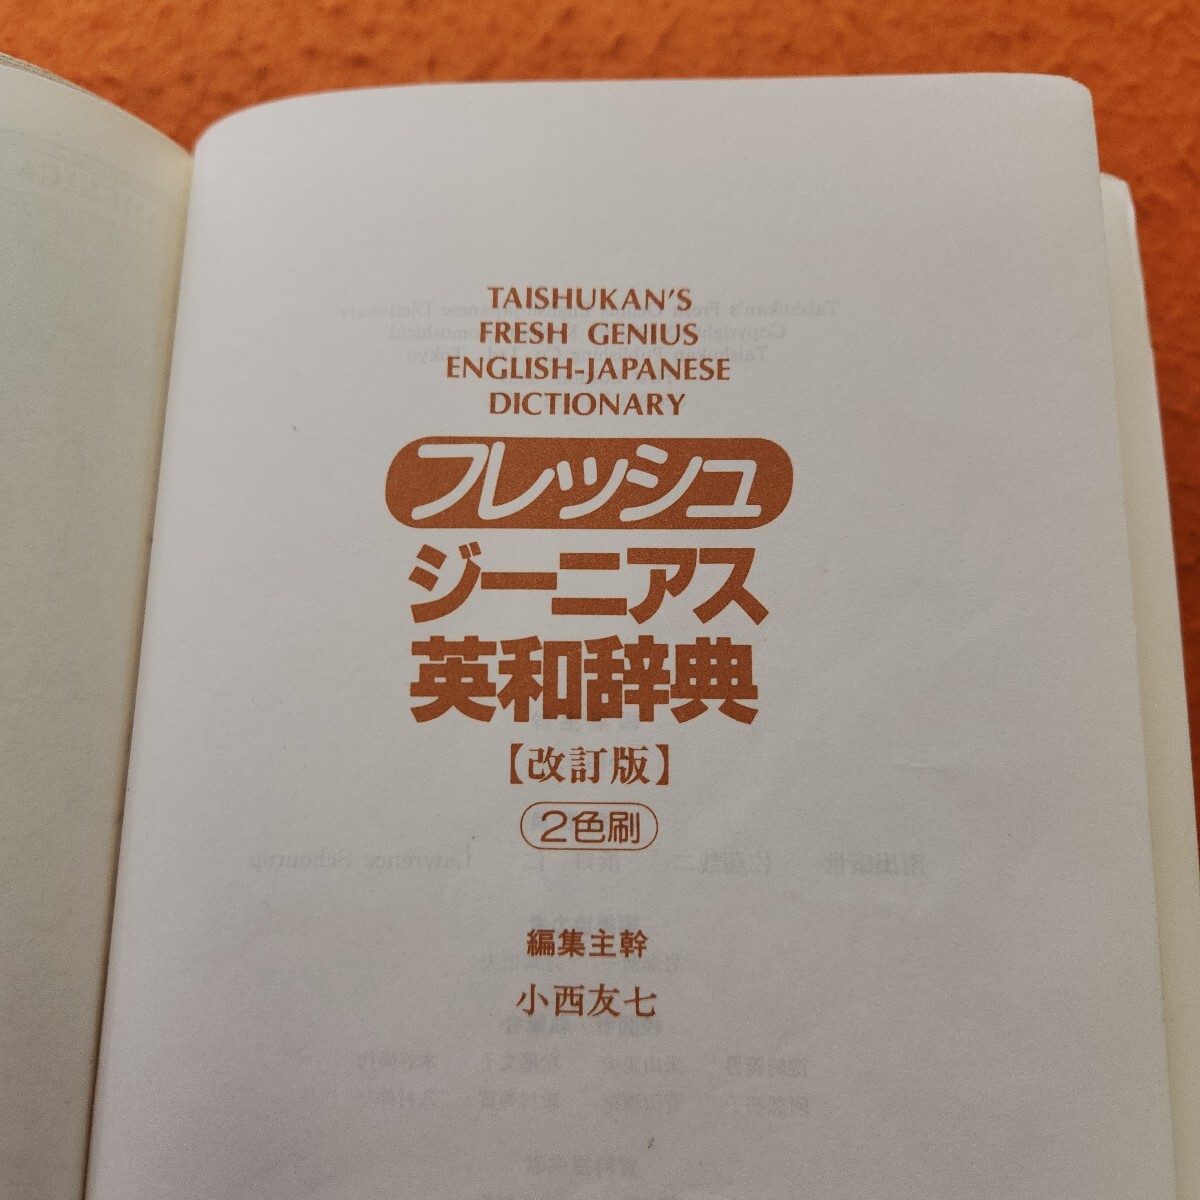 TAISHUKAN'S
FRESH GENIUS
ENGLISH-JAPANESE
DICTIONARY
フレッシュ
ジーニアス
英和辞典
【改訂版】
2色刷
編集主幹
小西友七